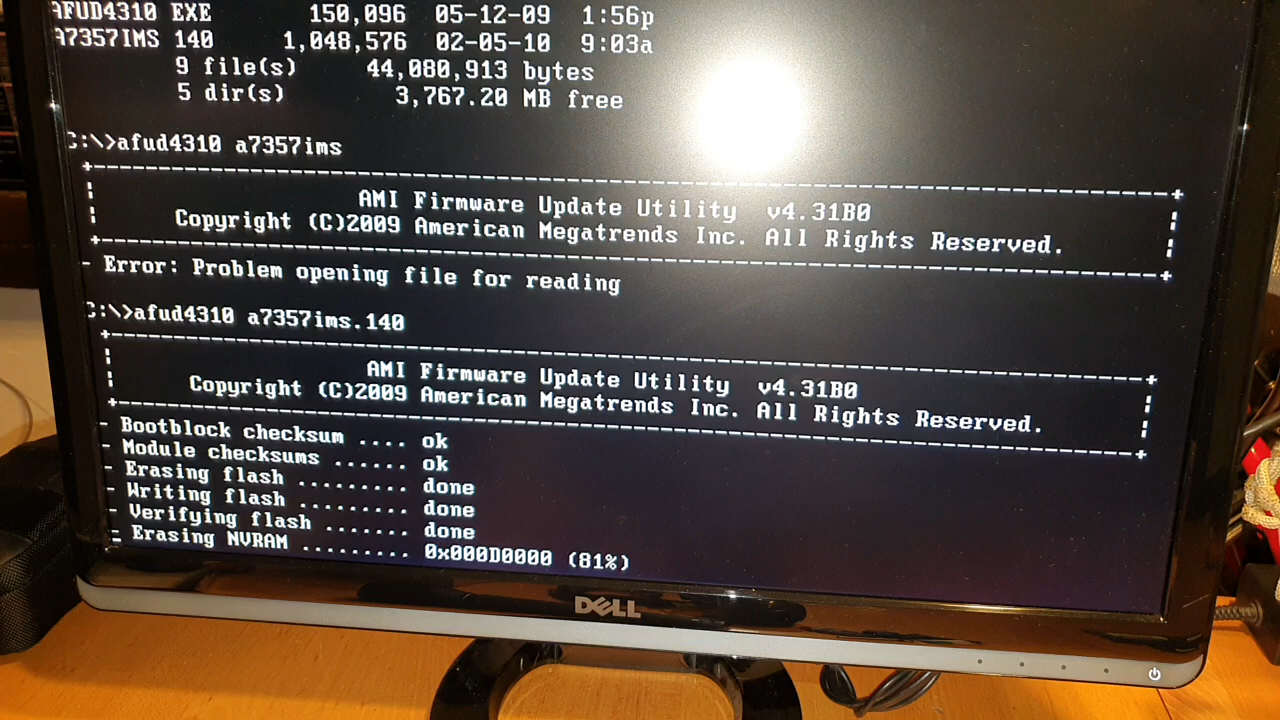 AFUD4310 EXE 150,096 05-12-09 1:56p
A7357IMS 140 1,048,576 02-05-10 9:03a
9 file(s) 44,080,913 bytes
5 dir(s) 3,767.20 MB free
C:\>afud4310 a7357ims
AMI Firmware Update Utility v4.31B0
Copyright (C)2009 American Megatrends Inc. All Rights Reserved.
- Error: Problem opening file for reading
C:\>afud4310 a7357ims.140
AMI Firmware Update Utility v4.31B0
Copyright (C)2009 American Megatrends Inc. All Rights Reserved.
- Bootblock checksum .... ok
- Module checksums ...... ok
- Erasing flash ......... done
- Writing flash ......... done
- Verifying flash ....... done
- Erasing NVRAM ......... 0x000D0000 (81%)
DELL